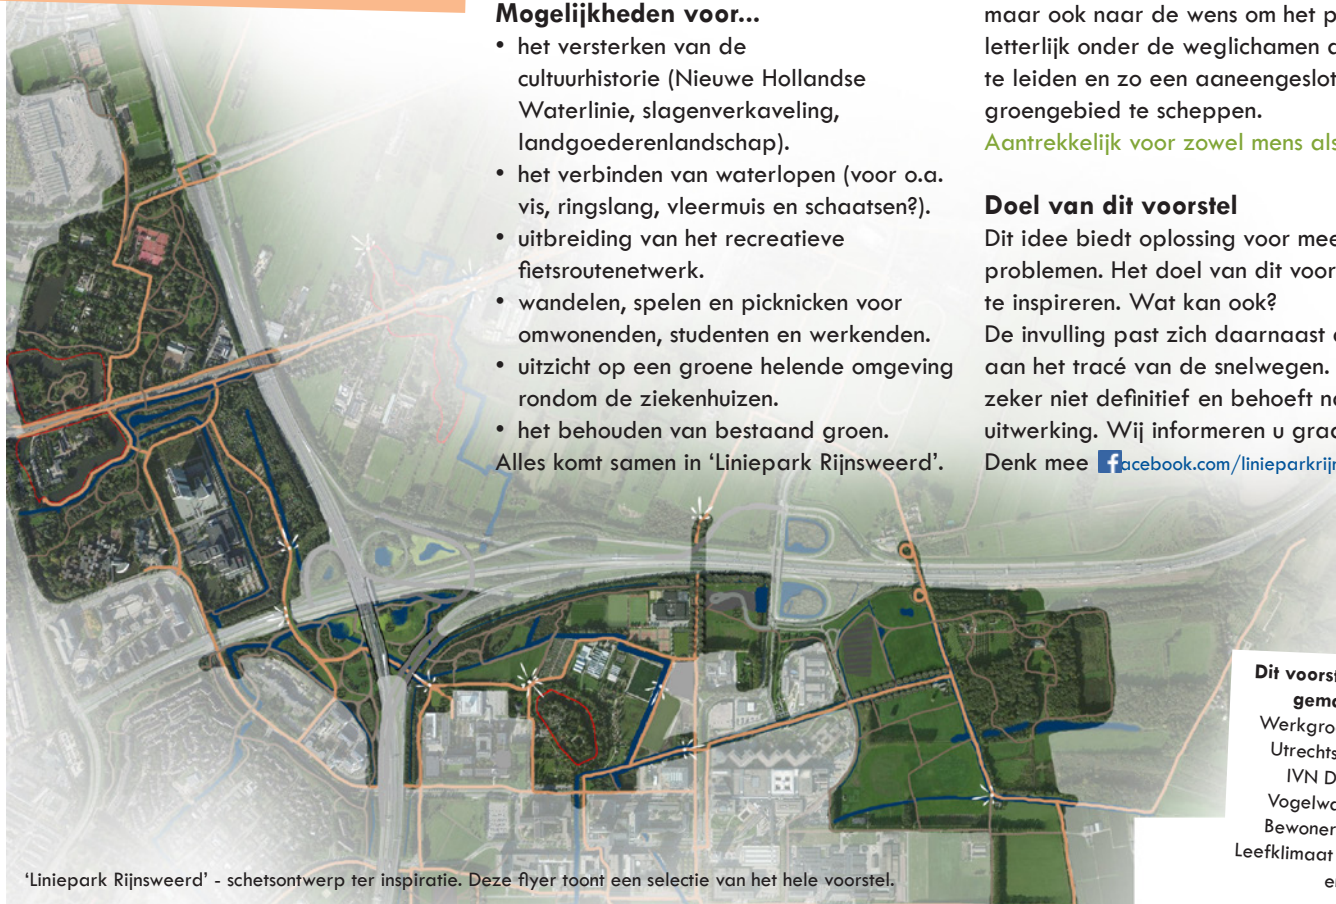 Mogelijkheden voor...
• het versterken van de
cultuurhistorie (Nieuwe Hollandse
Waterlinie, slagenverkaveling,
landgoederenlandschap).
• het verbinden van waterlopen (voor o.a.
vis, ringslang, vleermuis en schaatsen?).
• uitbreiding van het recreatieve
fietsroutenetwerk.
• wandelen, spelen en picknicken voor
omwonenden, studenten en werkenden.
• uitzicht op een groene helende omgeving
rondom de ziekenhuizen.
• het behouden van bestaand groen.
Alles komt samen in ‘Liniepark Rijnsweerd’.
maar ook naar de wens om het p
letterlijk onder de weglichamen
te leiden en zo een aaneengeslot
groengebied te scheppen.
Aantrekkelijk voor zowel mens als
Doel van dit voorstel
Dit idee biedt oplossing voor mee
problemen. Het doel van dit voor
te inspireren. Wat kan ook?
De invulling past zich daarnaast
aan het tracé van de snelwegen.
zeker niet definitief en behoeft n
uitwerking. Wij informeren u graa
Denk mee facebook.com/linieparkrijn
Dit voorst
gema
Werkgro
Utrechts
IVN D
Vogelwa
Bewoner
Leefklimaat
en
‘Liniepark Rijnsweerd’ - schetsontwerp ter inspiratie. Deze flyer toont een selectie van het hele voorstel.